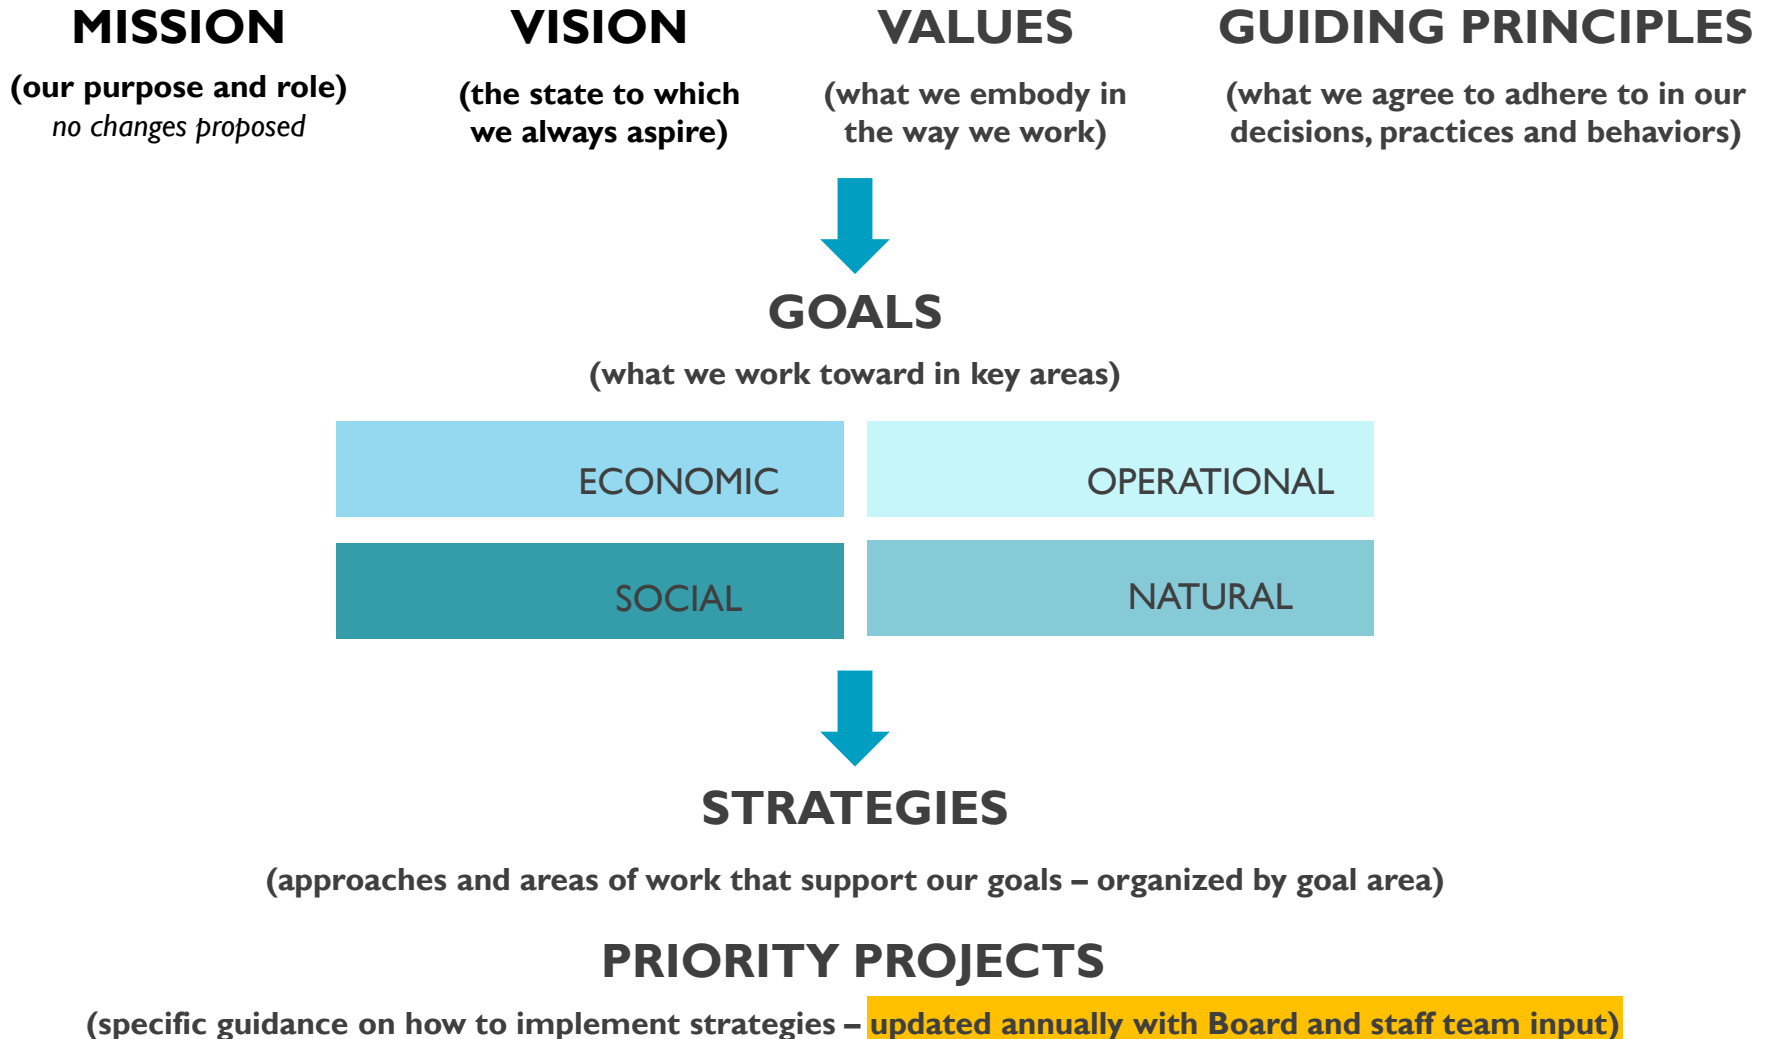 MISSION
(our purpose and role)
no changes proposed
VISION
(the state to which
we always aspire)
VALUES
(what we embody in
the way we work)
GUIDING PRINCIPLES
(what we agree to adhere to in our
decisions, practices and behaviors)
GOALS
(what we work toward in key areas)
ECONOMIC
OPERATIONAL
SOCIAL
NATURAL
STRATEGIES
(approaches and areas of work that support our goals – organized by goal area)
PRIORITY PROJECTS
(specific guidance on how to implement strategies – updated annually with Board and staff team input)